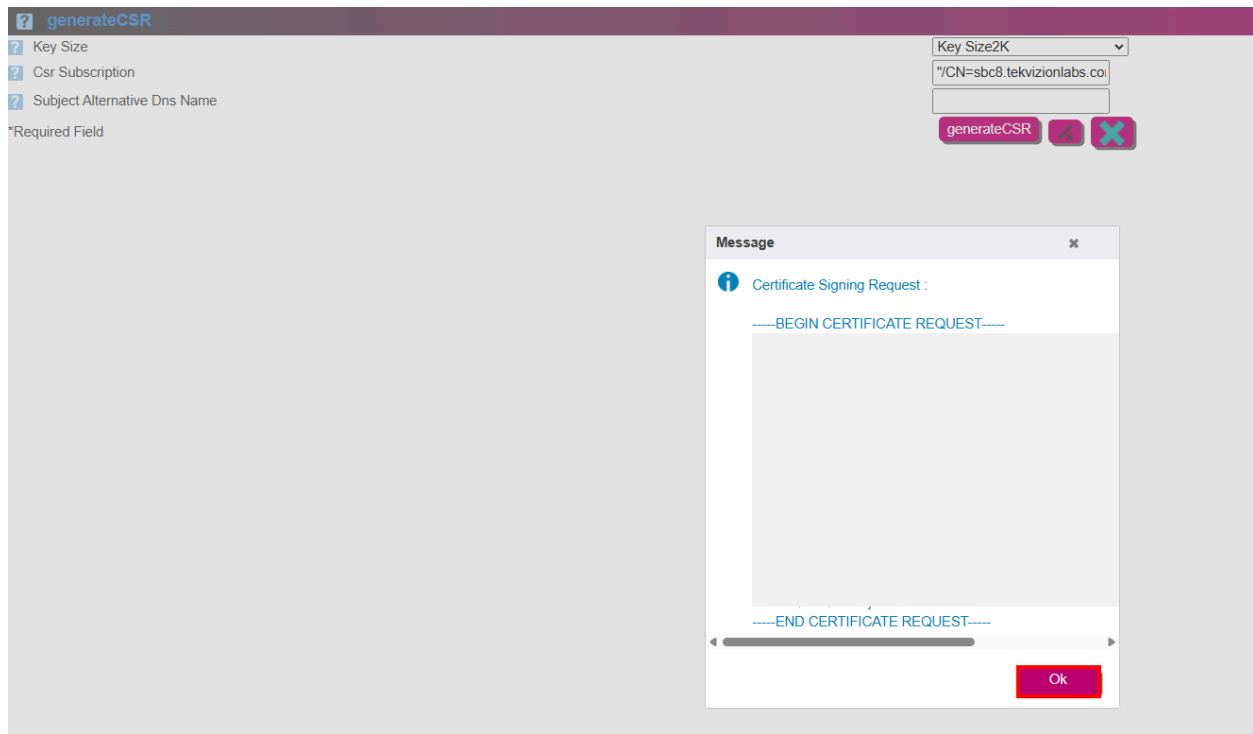 generateCSR
Key Size
Key Size2K
Csr Subscription
"/CN=sbc8.tekvizionlabs.co
Subject Alternative Dns Name
*Required Field
generateCSR
Message
Certificate Signing Request :
-----BEGIN CERTIFICATE REQUEST-----
-----END CERTIFICATE REQUEST-----
Ok